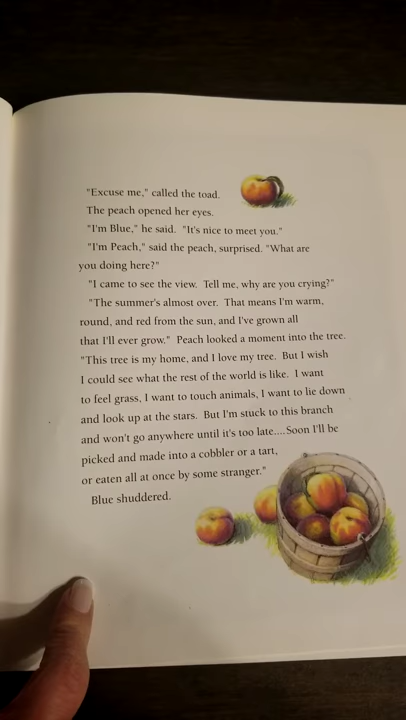 "Excuse me," called the toad.
The peach opened her eyes.
"I'm Blue," he said. "It's nice to meet you."
"I'm Peach," said the peach, surprised. "What are
you doing here?"
"I came to see the view. Tell me, why are you crying?"
"The summer's almost over. That means I'm warm,
round, and red from the sun, and I've grown all
that I'll ever grow." Peach looked a moment into the tree.
"This tree is my home, and I love my tree. But I wish
I could see what the rest of the world is like. I want
to feel grass, I want to touch animals, I want to lie down
and look up at the stars. But I'm stuck to this branch
and won't go anywhere until it's too late....Soon I'll be
picked and made into a cobbler or a tart,
or eaten all at once by some stranger."
Blue shuddered.